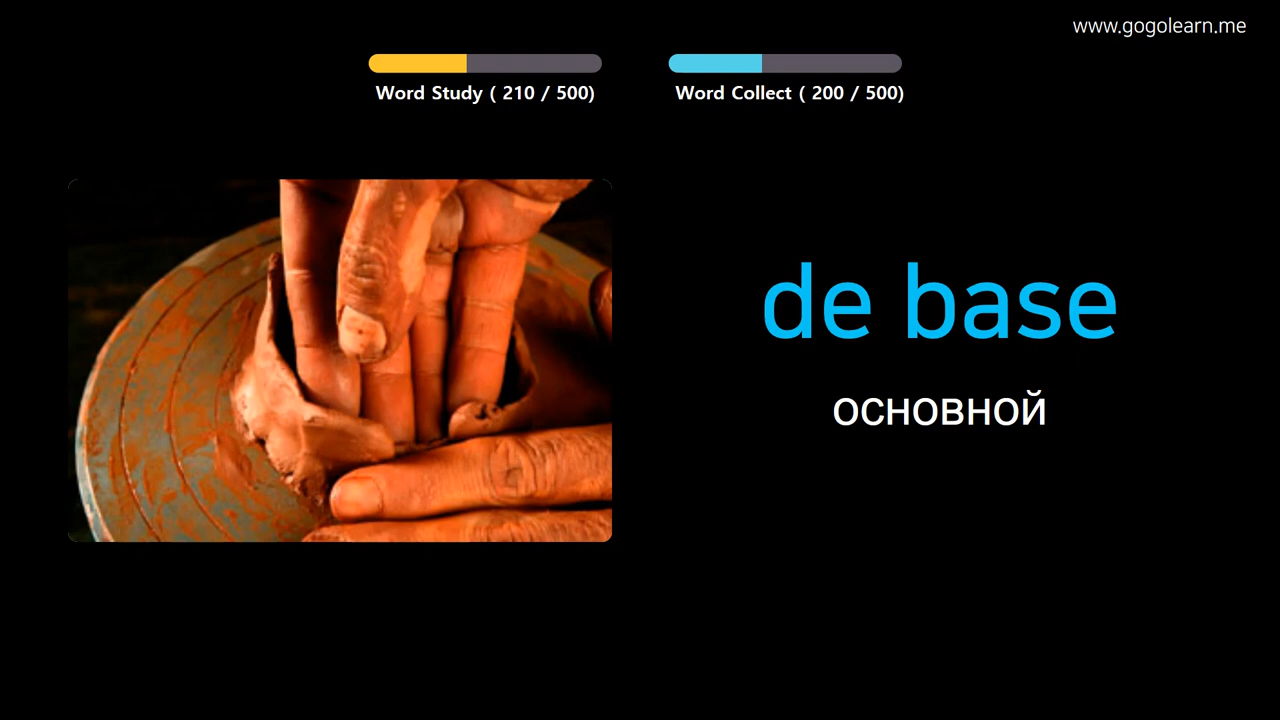 www.gogolearn.me
Word Study ( 210 / 500)
Word Collect ( 200 / 500)
de base
основной